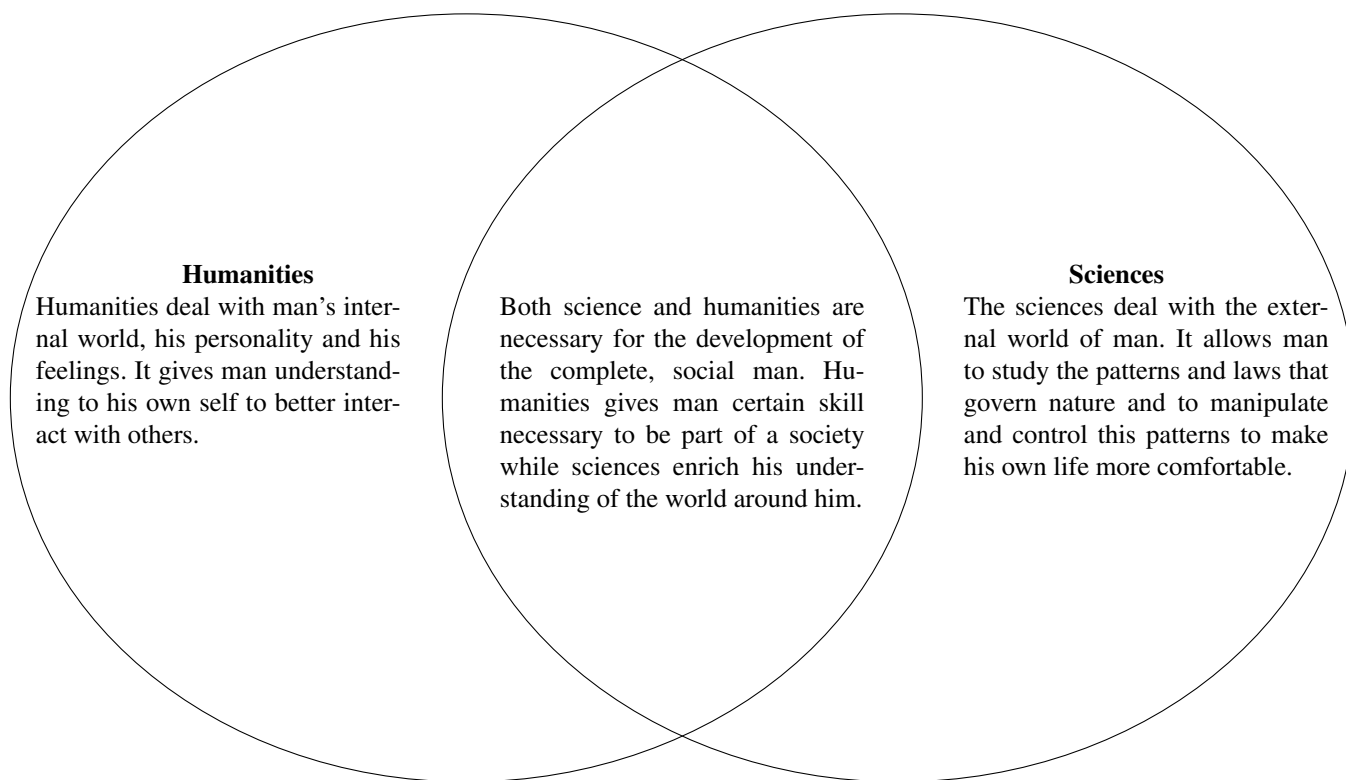 Humanities
Humanities deal with man's inter-
nal world, his personality and his
feelings. It gives man understand-
ing to his own self to better inter-
act with others.
Both science and humanities are
necessary for the development of
the complete, social man. Hu-
manities gives man certain skill
necessary to be part of a society
while sciences enrich his under-
standing of the world around him.
Sciences
The sciences deal with the exter-
nal world of man. It allows man
to study the patterns and laws that
govern nature and to manipulate
and control this patterns to make
his own life more comfortable.